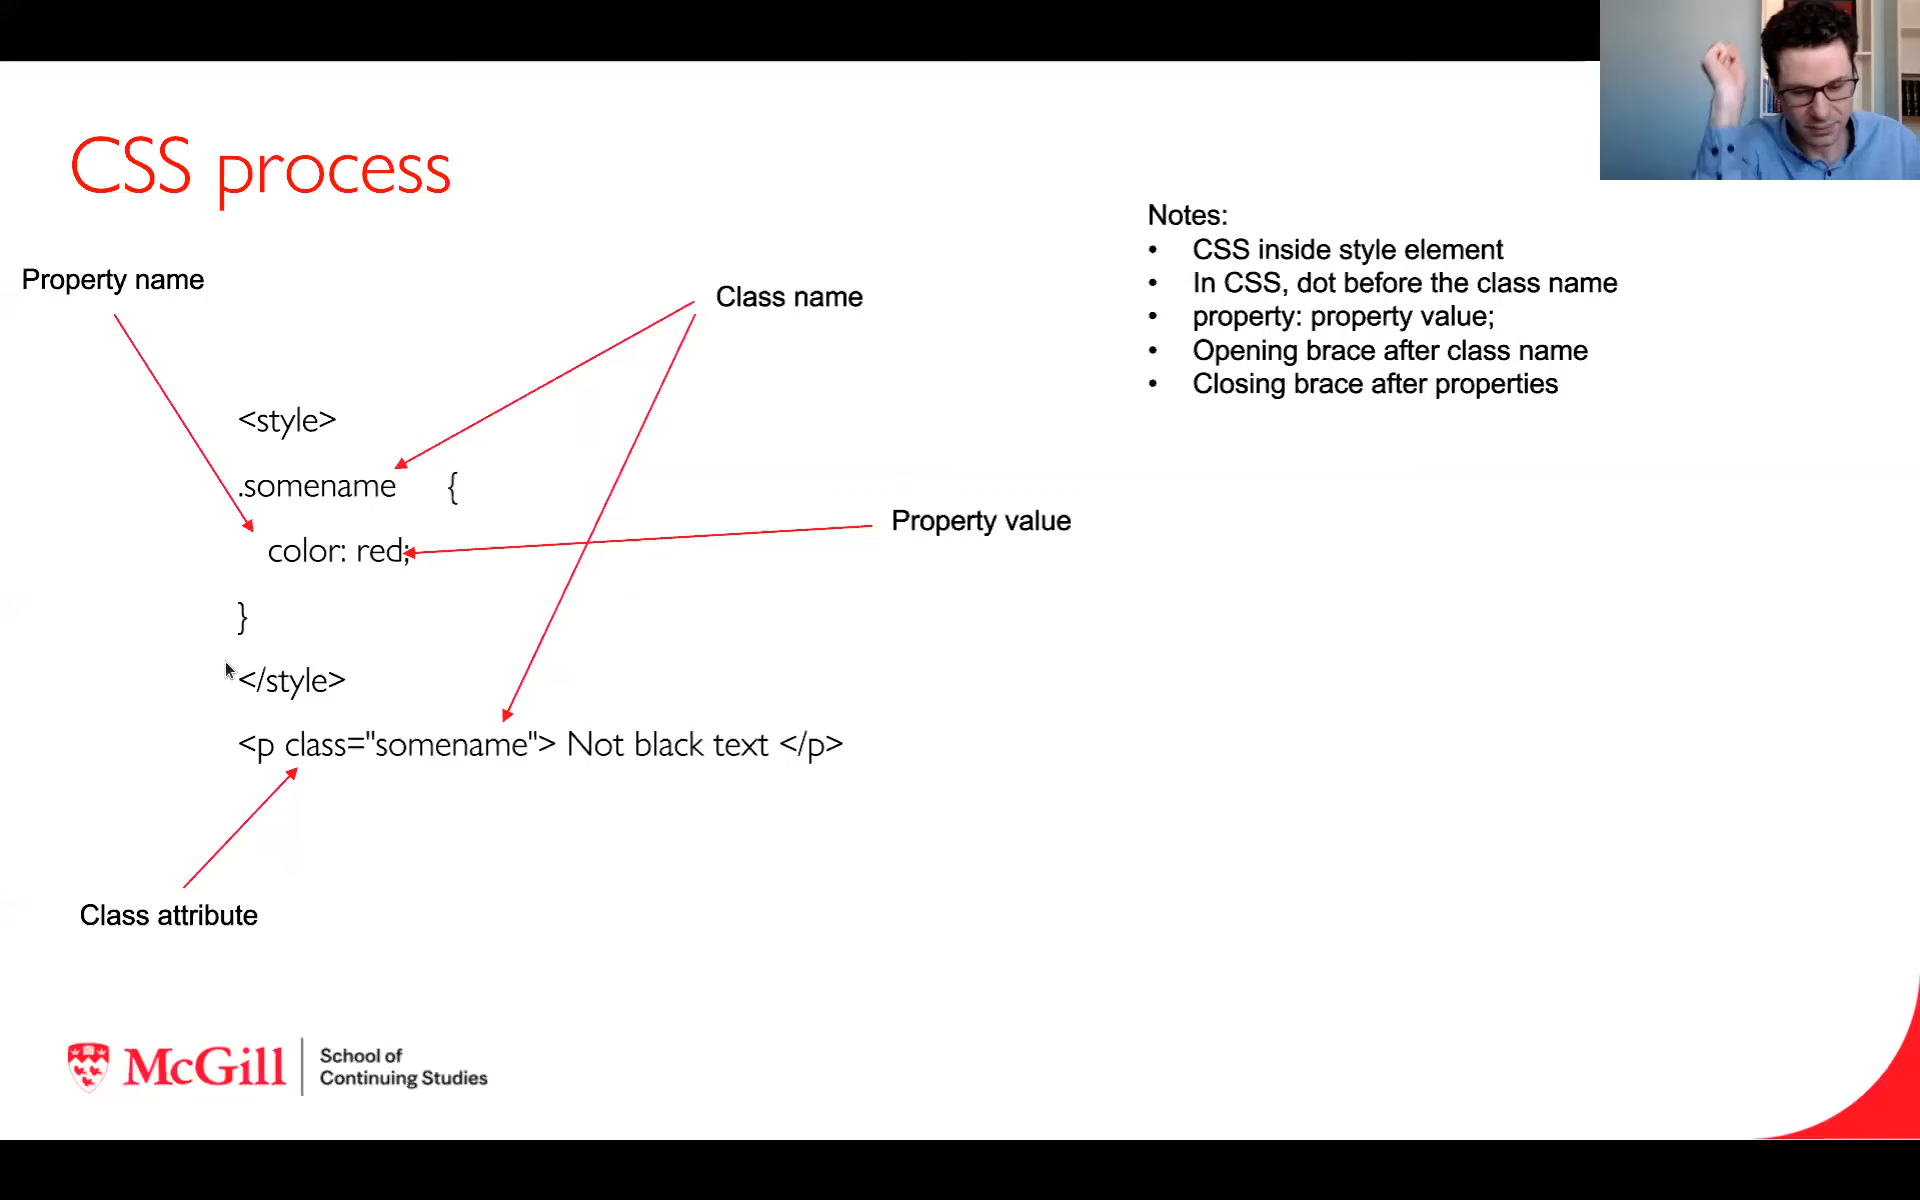 CSS process
Notes:
• CSS inside style element
• In CSS, dot before the class name
• property: property value;
• Opening brace after class name
• Closing brace after properties
Property name
Class name
<style>
.somename {
Property value
color: red;
}
</style>
<p class="somename"> Not black text </p>
Class attribute
McGill
School of
Continuing Studies